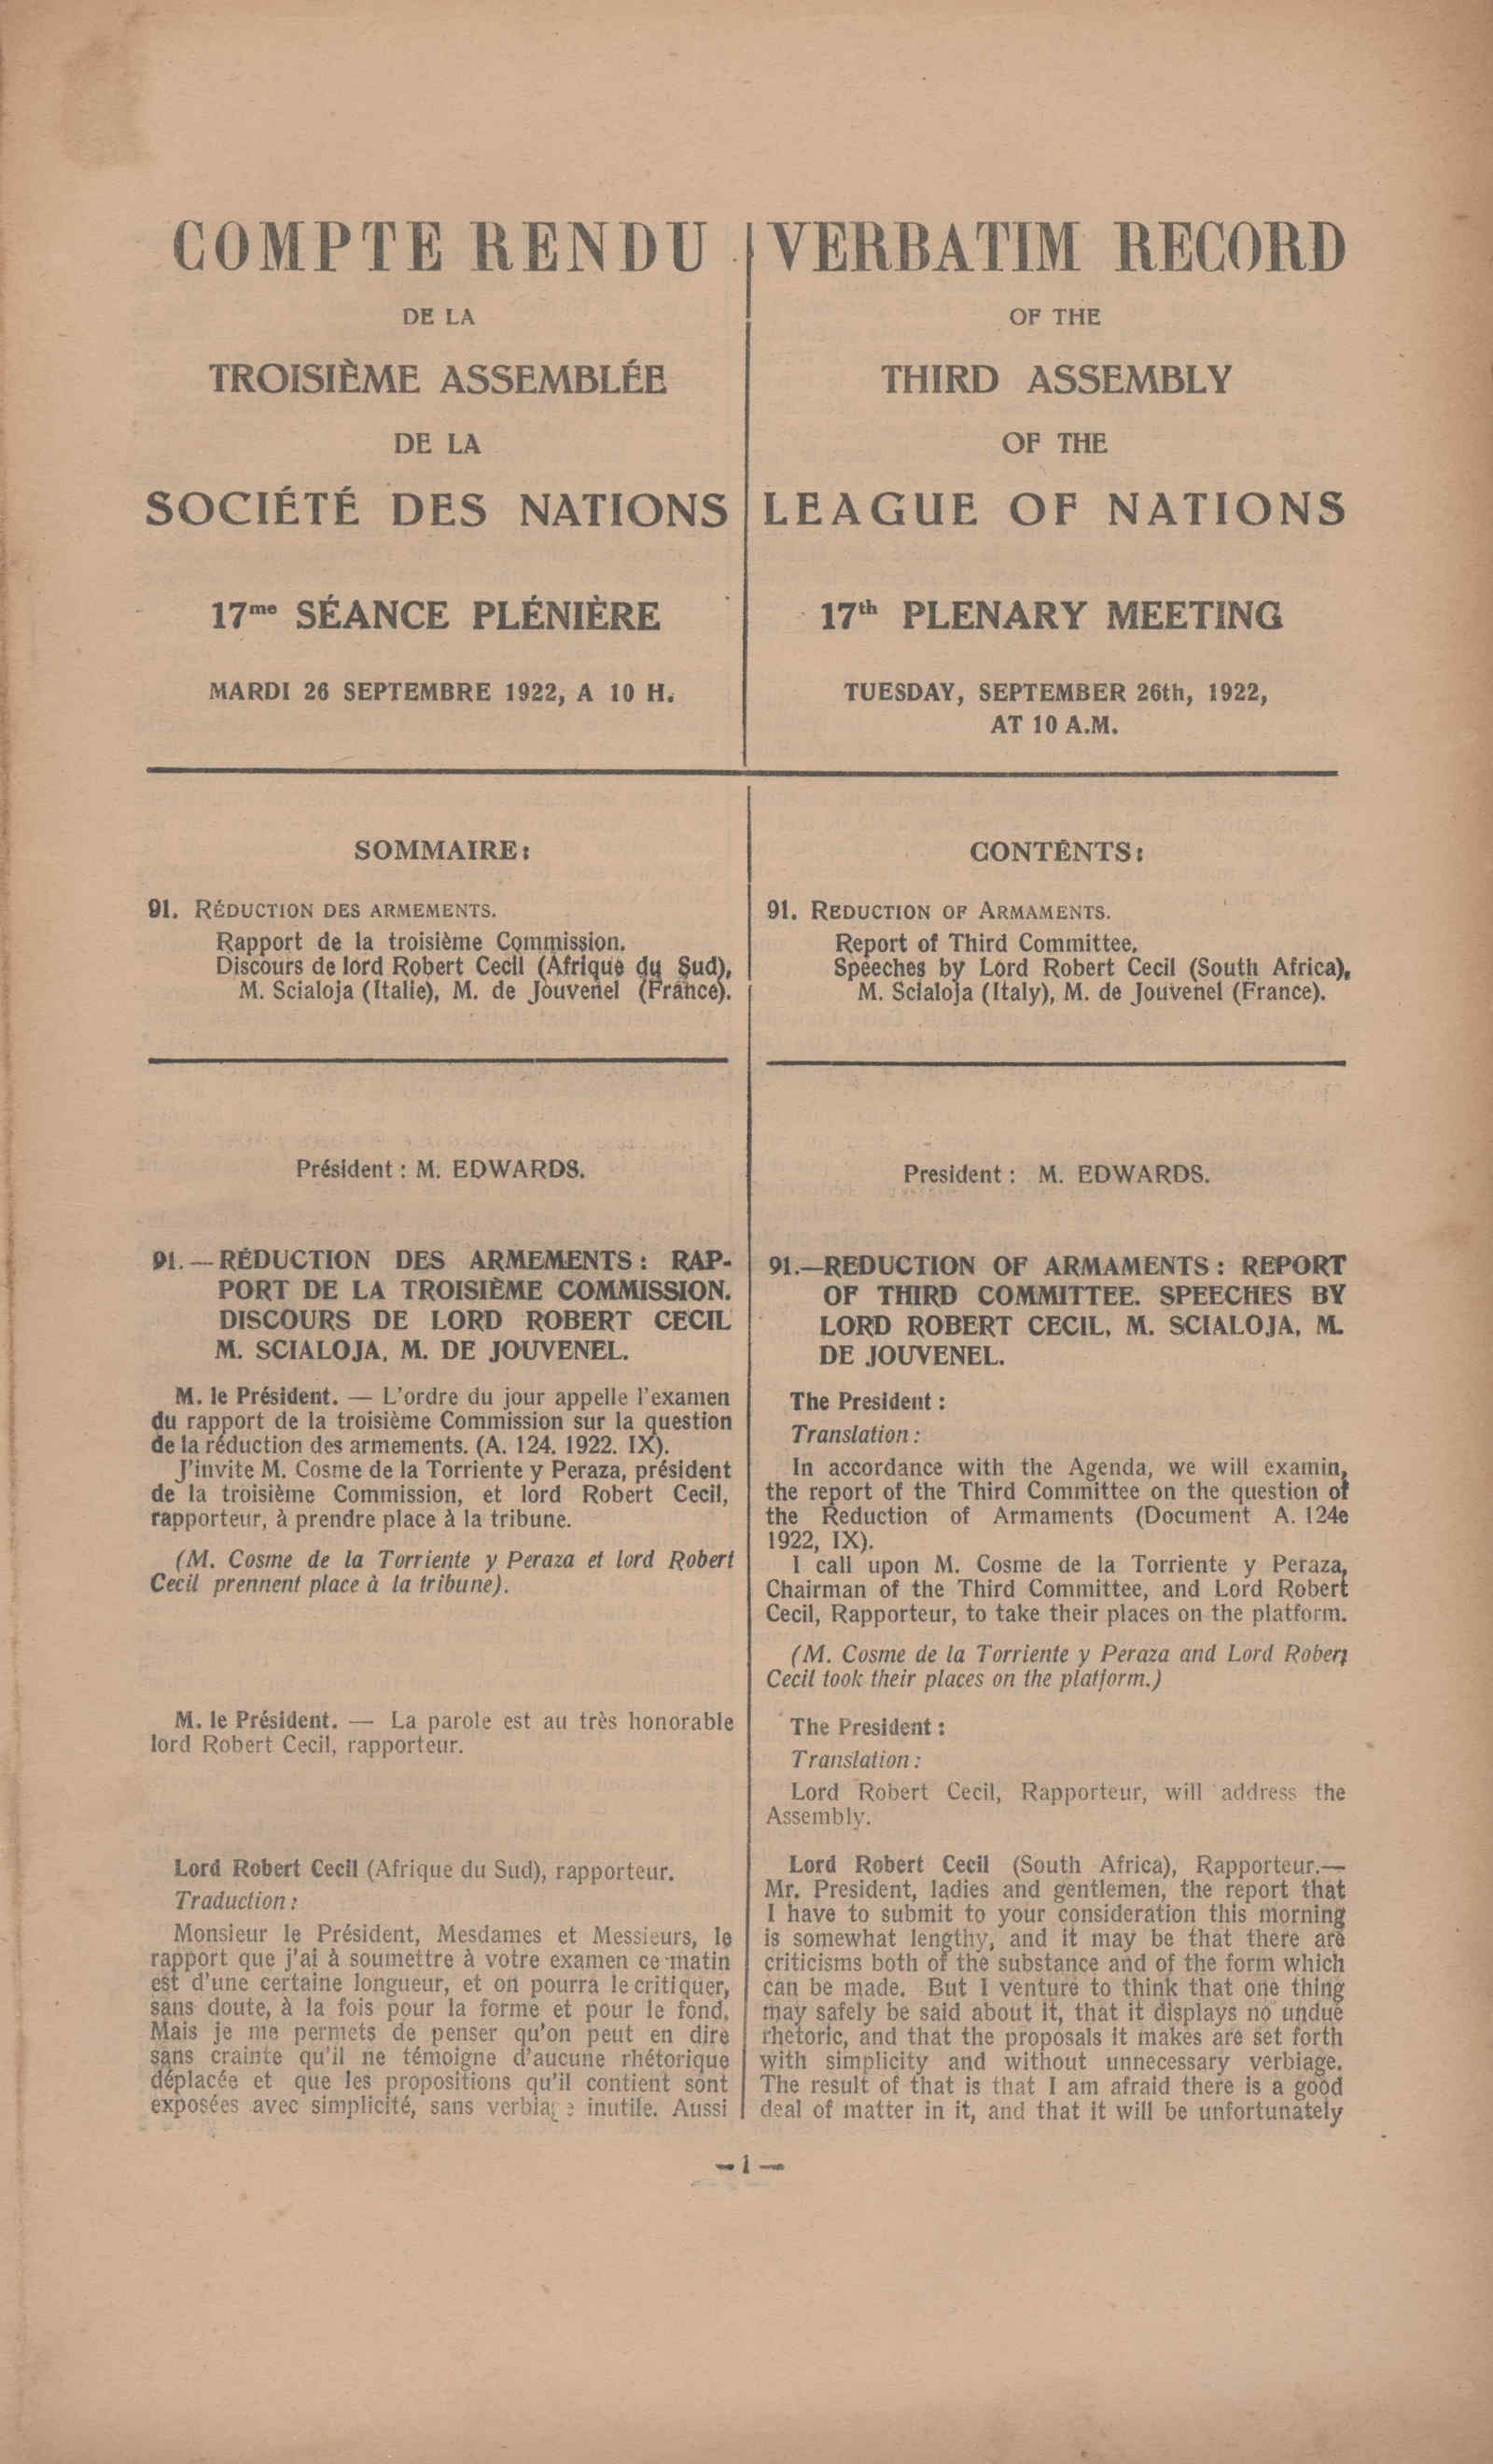 COMPTE RENDU
DE LA
TROISIÈME ASSEMBLÉE
DE LA
SOCIÉTÉ DES NATIONS
17me SÉANCE PLÉNIÈRE
MARDI 26 SEPTEMBRE 1922, A 10 H.
SOMMAIRE:
91. RÉDUCTION DES ARMEMENTS.
Rapport de la troisième Commission.
Discours de lord Robert Cecil (Afrique du Sud),
M. Scialoja (Italie), M. de Jouvenel (France).
Président : M. EDWARDS.
91. — RÉDUCTION DES ARMEMENTS : RAP-
PORT DE LA TROISIÈME COMMISSION.
DISCOURS DE LORD ROBERT CECIL
M. SCIALOJA, M. DE JOUVENEL.
M. le Président. — L'ordre du jour appelle l'examen
du rapport de la troisième Commission sur la question
de la réduction des armements. (A. 124. 1922. IX).
J'invite M. Cosme de la Torriente y Peraza, président
de la troisième Commission, et lord Robert Cecil,
rapporteur, à prendre place à la tribune.
(M. Cosme de la Torriente y Peraza et lord Robert
Cecil prennent place à la tribune).
M. le Président. — La parole est au très honorable
lord Robert Cecil, rapporteur.
Lord Robert Cecil (Afrique du Sud), rapporteur.
Traduction :
Monsieur le Président, Mesdames et Messieurs, le
rapport que j'ai à soumettre à votre examen ce matin
est d'une certaine longueur, et on pourra le critiquer,
sans doute, à la fois pour la forme et pour le fond.
Mais je me permets de penser qu'on peut en dire
sans crainte qu'il ne témoigne d'aucune rhétorique
déplacée et que les propositions qu'il contient sont
exposées avec simplicité, sans verbiage inutile. Aussi
VERBATIM RECORD
OF THE
THIRD ASSEMBLY
OF THE
LEAGUE OF NATIONS
17th PLENARY MEETING
TUESDAY, SEPTEMBER 26th, 1922,
AT 10 A.M.
CONTENTS:
91. REDUCTION OF ARMAMENTS.
Report of Third Committee.
Speeches by Lord Robert Cecil (South Africa),
M. Scialoja (Italy), M. de Jouvenel (France).
President : M. EDWARDS.
91.—REDUCTION OF ARMAMENTS : REPORT
OF THIRD COMMITTEE. SPEECHES BY
LORD ROBERT CECIL, M. SCIALOJA, M.
DE JOUVENEL.
The President :
Translation :
In accordance with the Agenda, we will examin,
the report of the Third Committee on the question of
the Reduction of Armaments (Document A. 124e
1922, IX).
I call upon M. Cosme de la Torriente y Peraza,
Chairman of the Third Committee, and Lord Robert
Cecil, Rapporteur, to take their places on the platform.
(M. Cosme de la Torriente y Peraza and Lord Robert
Cecil took their places on the platform.)
The President :
Translation :
Lord Robert Cecil, Rapporteur, will address the
Assembly.
Lord Robert Cecil (South Africa), Rapporteur.—
Mr. President, ladies and gentlemen, the report that
I have to submit to your consideration this morning
is somewhat lengthy, and it may be that there are
criticisms both of the substance and of the form which
can be made. But I venture to think that one thing
may safely be said about it, that it displays no undue
rhetoric, and that the proposals it makes are set forth
with simplicity and without unnecessary verbiage.
The result of that is that I am afraid there is a good
deal of matter in it, and that it will be unfortunately
— 1 —